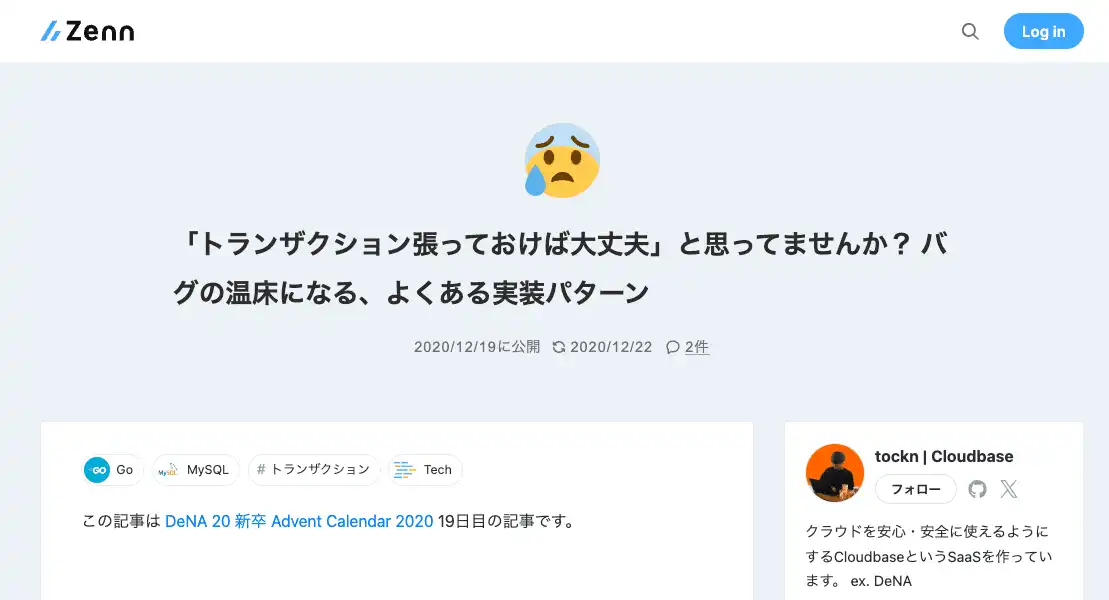 Zenn
Log in
「トランザクション張っておけば大丈夫」と思ってませんか？ バ
グの温床になる、よくある実装パターン
2020/12/19に公開 2020/12/22 2件
GO Go MySQL MySQL # トランザクション Tech
この記事は DeNA 20 新卒 Advent Calendar 2020 19日目の記事です。
tockn | Cloudbase
フォロー
クラウドを安心・安全に使えるように
するCloudbaseというSaaSを作ってい
ます。 ex. DeNA